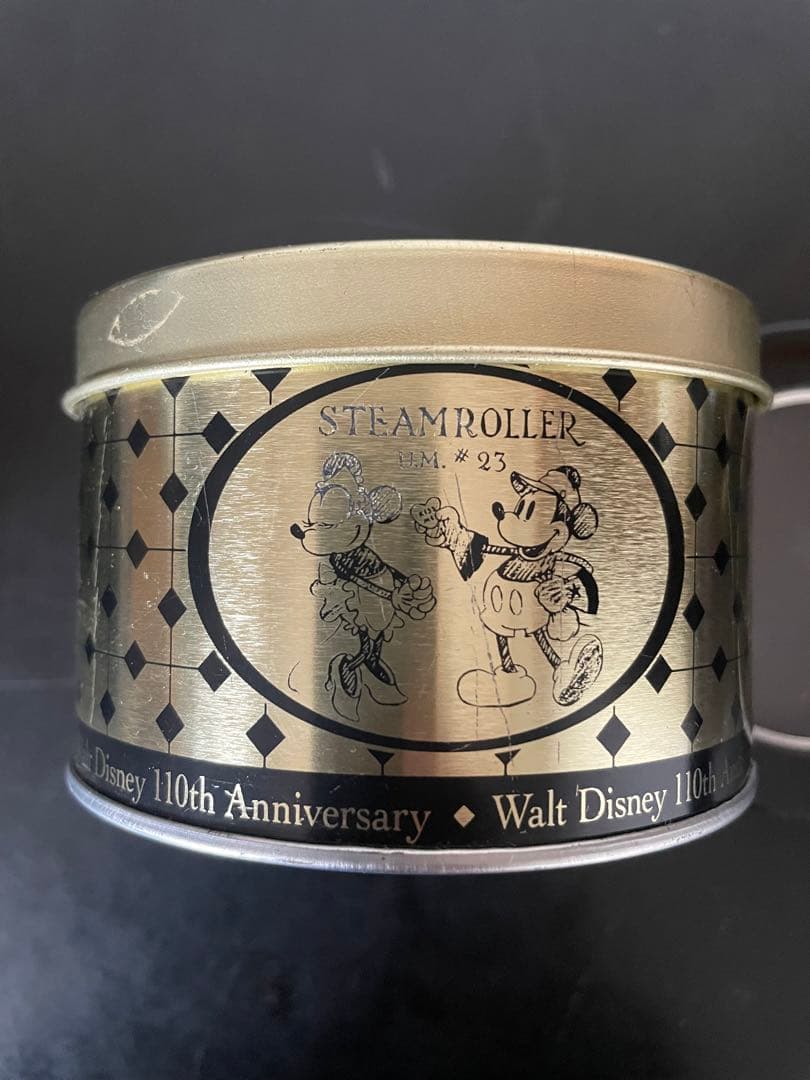 STEAMROLLER
H.M. # 23
Disney 110th Anniversary ◆ Walt Disney 110th